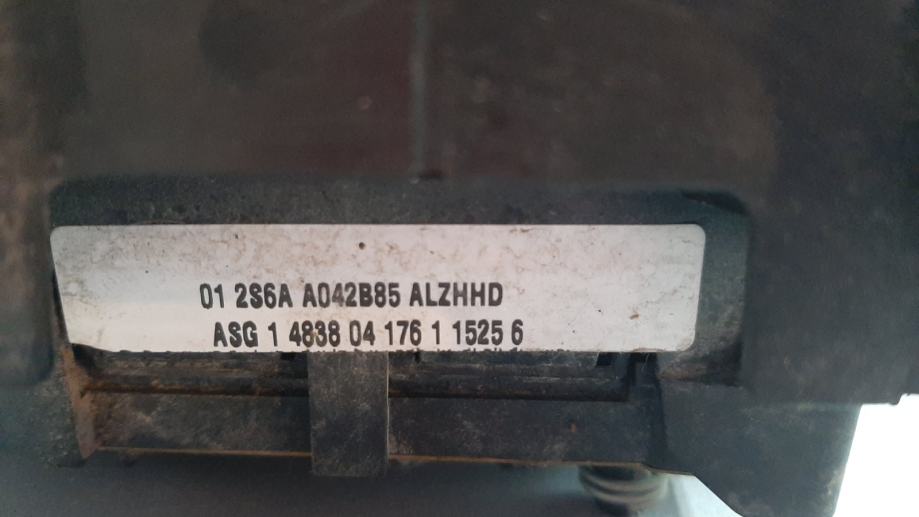 01 2S6A A042B85 ALZHHD
ASG 1 4838 04 176 1 1525 6